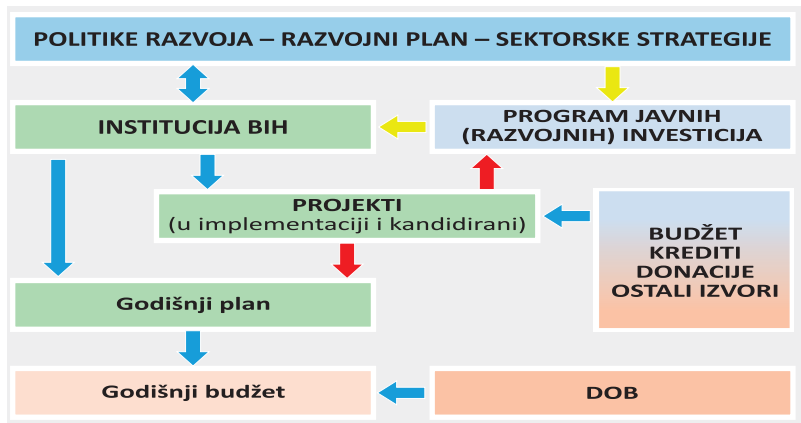 POLITIKE RAZVOJA – RAZVOJNI PLAN – SEKTORSKE STRATEGIJE
INSTITUCIJA BIH
PROGRAM JAVNIH
(RAZVOJNIH) INVESTICIJA
PROJEKTI
(u implementaciji i kandidirani)
BUDŽET
KREDITI
DONACIJE
OSTALI IZVORI
Godišnji plan
Godišnji budžet
DOB